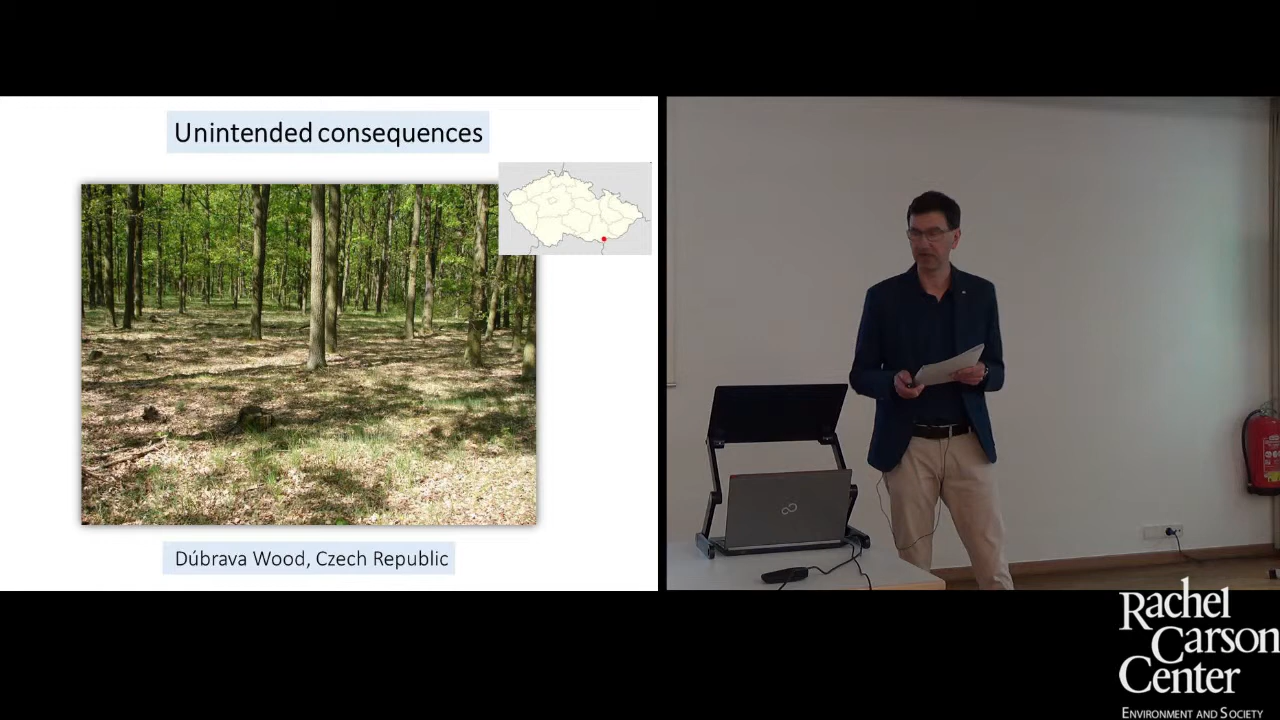 Unintended consequences
Dúbrava Wood, Czech Republic
Rachel
Carson
Center
Environment and Society